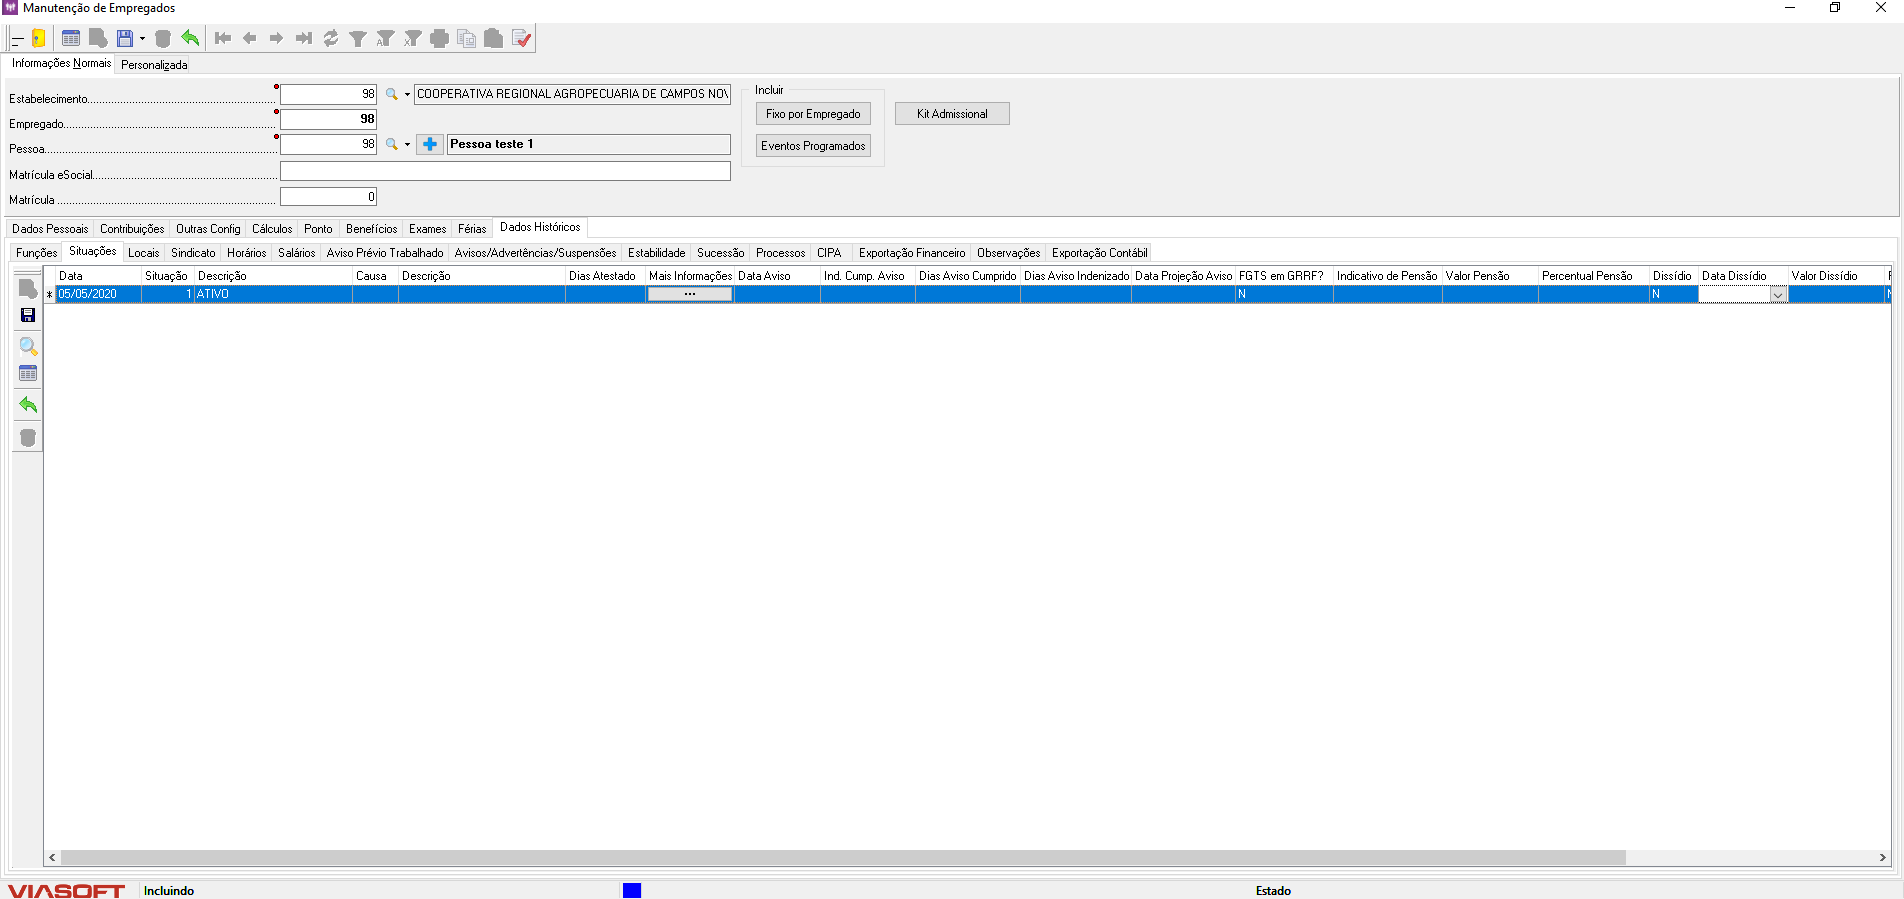 Manutenção de Empregados
Informações Normais Personalizada
Estabelecimento 98 COOPERATIVA REGIONAL AGROPECUARIA DE CAMPOS NOV
Empregado 98
Pessoa 98 Pessoa teste 1
Matrícula eSocial
Matrícula 0
Incluir
Fixo por Empregado
Eventos Programados
Kit Admissional
Dados Pessoais Contribuições Outras Config Cálculos Ponto Benefícios Exames Férias Dados Históricos
Funções Situações Locais Sindicato Horários Salários Aviso Prévio Trabalhado Avisos/Advertências/Suspensões Estabilidade Sucessão Processos CIPA Exportação Financeiro Observações Exportação Contábil
Data Situação Descrição Causa Descrição Dias Atestado Mais Informações Data Aviso Ind. Cump. Aviso Dias Aviso Cumprido Dias Aviso Indenizado Data Projeção Aviso FGTS em GRRF? Indicativo de Pensão Valor Pensão Percentual Pensão Dissídio Data Dissídio Valor Dissídio
* 05/05/2020 1 ATIVO ... N N
VIASOFT Incluindo Estado